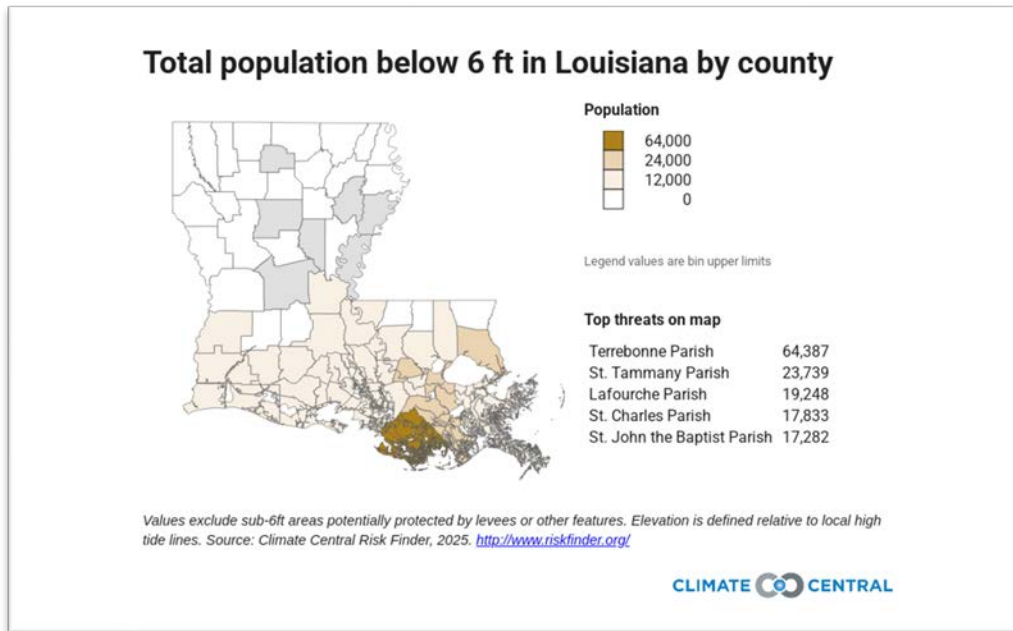 Total population below 6 ft in Louisiana by county
Population
64,000
24,000
12,000
0
Legend values are bin upper limits
Top threats on map
Terrebonne Parish 64,387
St. Tammany Parish 23,739
Lafourche Parish 19,248
St. Charles Parish 17,833
St. John the Baptist Parish 17,282
Values exclude sub-6ft areas potentially protected by levees or other features. Elevation is defined relative to local high
tide lines. Source: Climate Central Risk Finder, 2025. http://www.riskfinder.org/
CLIMATE CENTRAL